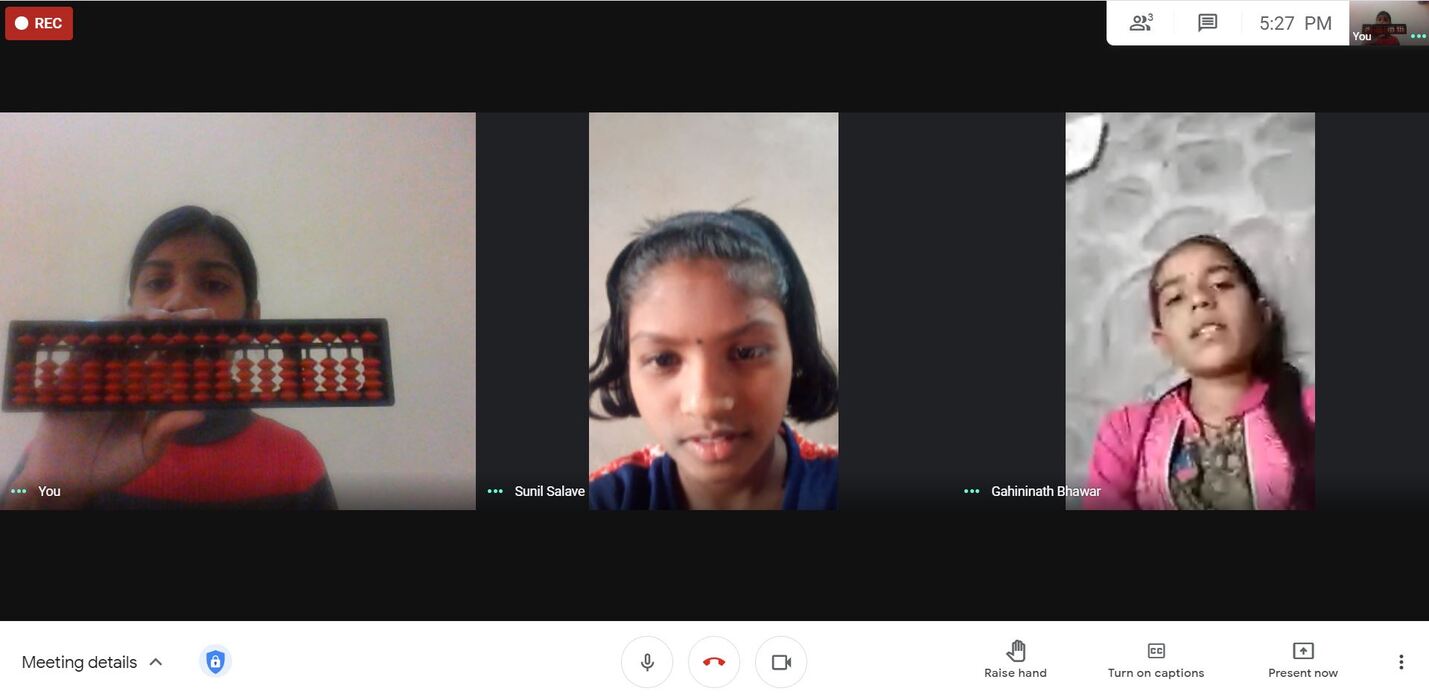 REC
3
5:27 PM
You
You
Sunil Salave
Gahininath Bhawar
Meeting details
Raise hand
CC
Turn on captions
Present now